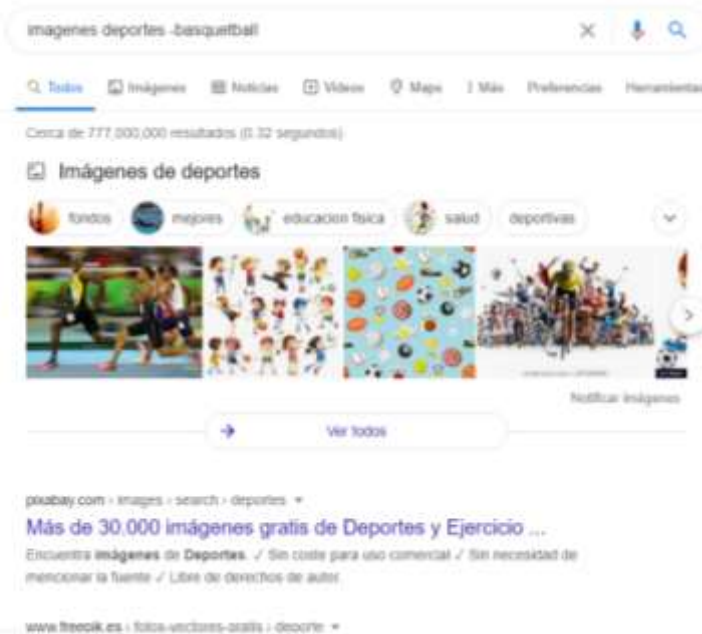 imagenes deportes -basquetball
Todos Imágenes Noticias Videos Maps Más Preferencias Herramientas
Cerca de 777,000,000 resultados (0.32 segundos)
Imágenes de deportes
fondos mejores educacion fisica salud deportivas
Notificar imágenes
Ver todos
pixabay.com › images › search › deportes
Más de 30.000 imágenes gratis de Deportes y Ejercicio ...
Encuentra imágenes de Deportes. ✓ Sin coste para uso comercial ✓ Sin necesidad de
mencionar la fuente ✓ Libre de derechos de autor.
www.freepik.es › fotos-vectores-gratis › deporte